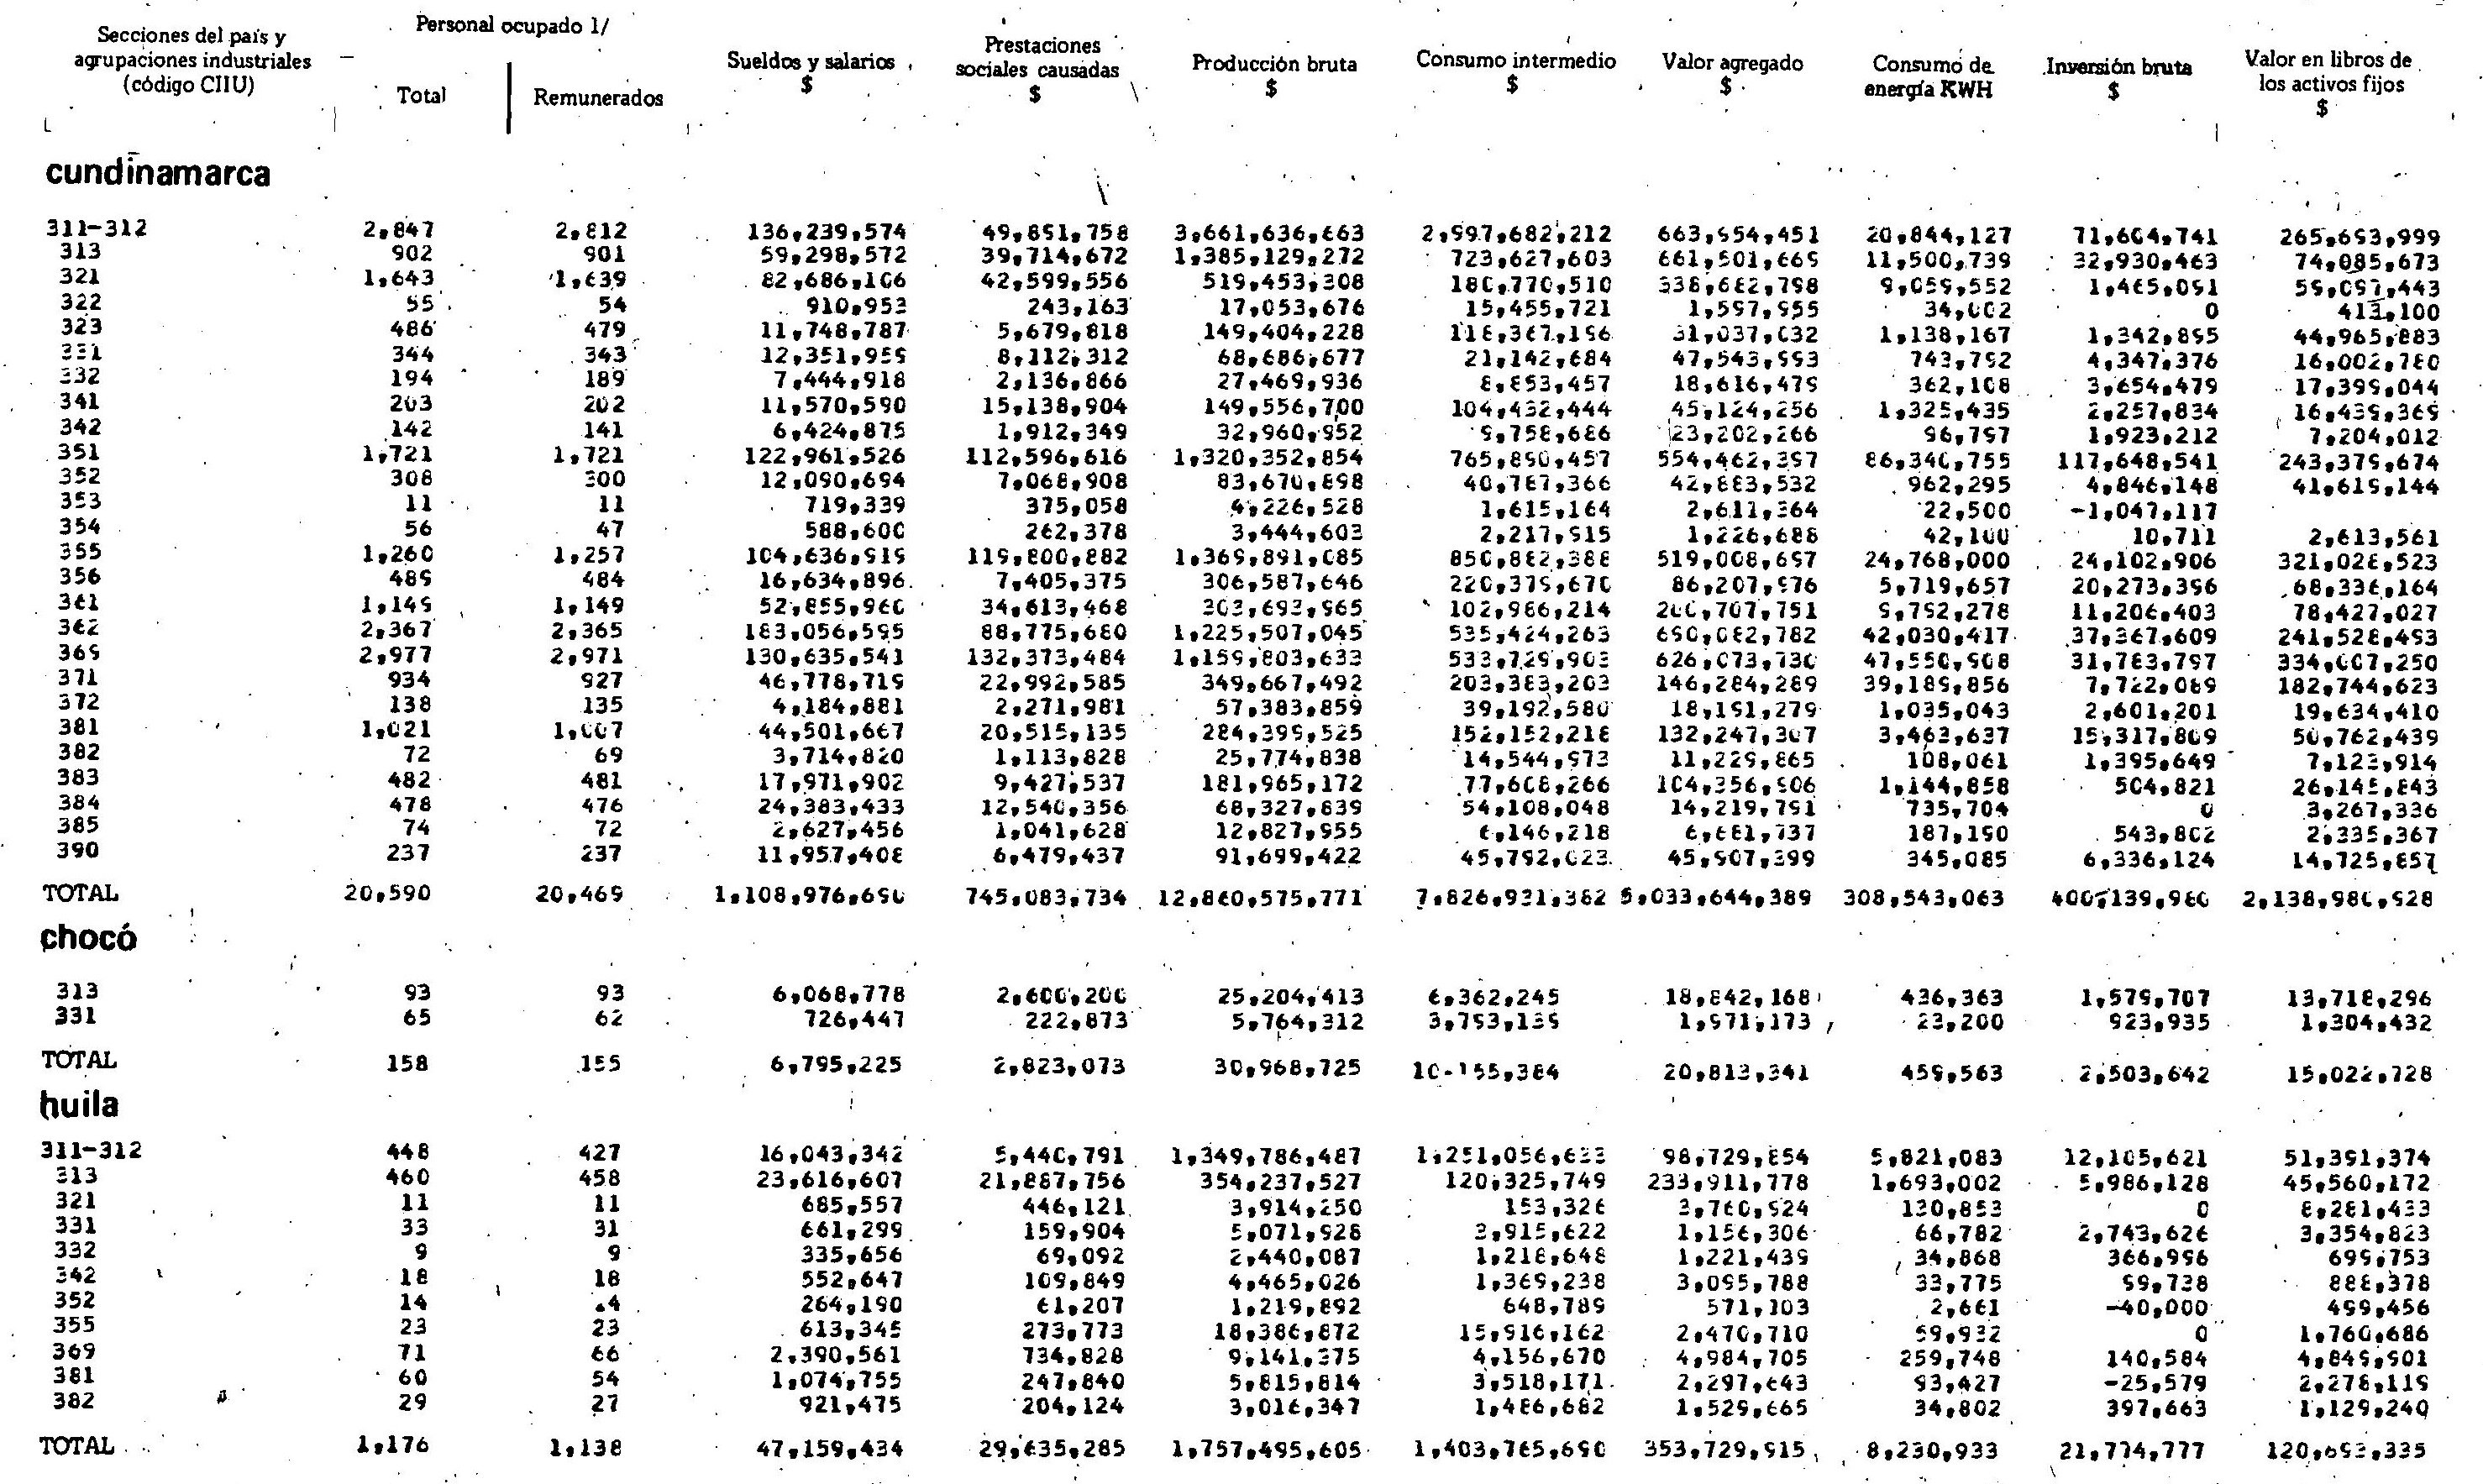 Secciones del país y
agrupaciones industriales
(código CIIU)
Personal ocupado 1/
Total Remunerados
Sueldos y salarios
$
Prestaciones
sociales causadas
$
Producción bruta
$
Consumo intermedio
$
Valor agregado
$
Consumo de
energía KWH
Inversión bruta
$
Valor en libros de
los activos fijos
$
cundinamarca
311-312 2,847 2,812 136,239,574 49,851,758 3,661,636,663 2,997,682,212 663,954,451 20,844,127 71,604,741 265,693,999
313 902 901 59,298,572 39,714,672 1,385,129,272 723,627,603 661,501,669 11,500,739 32,930,463 74,085,673
321 1,643 1,639 82,686,106 42,599,556 519,453,308 180,770,510 338,682,798 9,059,552 1,465,091 59,097,443
322 55 54 910,953 243,163 17,053,676 15,455,721 1,597,955 34,002 0 413,100
323 486 479 11,748,787 5,679,818 149,404,228 118,367,196 31,037,032 1,138,167 1,342,895 44,965,883
331 344 343 12,351,959 8,112,312 68,686,677 21,142,684 47,543,993 743,792 4,347,376 16,002,780
332 194 189 7,444,918 2,136,866 27,469,936 8,853,457 18,616,479 362,108 3,654,479 17,399,044
341 203 202 11,570,590 15,138,904 149,556,700 104,432,444 45,124,256 1,325,435 2,257,834 16,439,369
342 142 141 6,424,875 1,912,349 32,960,952 9,758,686 23,202,266 96,797 1,923,212 7,204,012
351 1,721 1,721 122,961,526 112,596,616 1,320,352,854 765,890,457 554,462,397 86,340,755 117,648,541 243,379,674
352 308 300 12,090,694 7,068,908 83,670,898 40,787,366 42,883,532 962,295 4,846,148 41,619,144
353 11 11 719,339 375,058 4,226,528 1,615,164 2,611,364 22,500 -1,047,117
354 56 47 588,600 262,378 3,444,603 2,217,915 1,226,688 42,100 10,711 2,613,561
355 1,260 1,257 104,636,919 119,800,882 1,369,891,085 850,882,388 519,008,697 24,768,000 24,102,906 321,028,523
356 489 484 16,634,896 7,405,375 306,587,646 220,379,670 86,207,976 5,719,657 20,273,396 68,336,164
361 1,149 1,149 52,855,960 34,613,468 303,693,965 102,986,214 200,707,751 9,792,278 11,206,403 78,427,027
362 2,367 2,365 183,056,595 88,775,680 1,225,507,045 535,424,263 690,082,782 42,030,417 37,367,609 241,528,493
369 2,977 2,971 130,635,541 132,373,484 1,159,803,633 533,729,903 626,073,730 47,550,908 31,783,797 334,007,250
371 934 927 46,778,719 22,992,585 349,667,492 203,383,203 146,284,289 39,189,856 7,722,089 182,744,623
372 138 135 4,184,881 2,271,981 57,383,859 39,192,580 18,191,279 1,035,043 2,601,201 19,634,410
381 1,021 1,007 44,501,667 20,515,135 284,399,525 152,152,218 132,247,307 3,463,637 15,317,809 50,762,439
382 72 69 3,714,820 1,113,828 25,774,838 14,544,973 11,229,865 108,061 1,395,649 7,123,914
383 482 481 17,971,902 9,427,537 181,965,172 77,608,266 104,356,906 1,144,858 504,821 26,145,843
384 478 476 24,383,433 12,540,356 68,327,839 54,108,048 14,219,791 735,704 0 3,267,336
385 74 72 2,627,456 1,041,628 12,827,955 6,146,218 6,681,737 187,190 543,802 2,335,367
390 237 237 11,957,408 6,479,437 91,699,422 45,792,023 45,907,399 345,085 6,336,124 14,725,857
TOTAL 20,590 20,469 1,108,976,690 745,083,734 12,860,575,771 7,826,931,382 5,033,644,389 308,543,063 400,139,980 2,138,980,928
chocó
313 93 93 6,068,778 2,600,200 25,204,413 6,362,245 18,842,168 436,363 1,579,707 13,718,296
331 65 62 726,447 222,873 5,764,312 3,793,139 1,971,173 23,200 923,935 1,304,432
TOTAL 158 155 6,795,225 2,823,073 30,968,725 10-155,384 20,813,341 459,563 2,503,642 15,022,728
huila
311-312 448 427 16,043,342 5,440,791 1,349,786,487 1,251,056,633 98,729,854 5,821,083 12,105,621 51,391,374
313 460 458 23,616,607 21,887,756 354,237,527 120,325,749 233,911,778 1,693,002 5,986,128 45,560,172
321 11 11 685,557 446,121 3,914,250 153,326 3,760,924 130,853 0 8,281,433
331 33 31 661,299 159,904 5,071,928 3,915,622 1,156,306 66,782 2,743,626 3,354,823
332 9 9 335,656 69,092 2,440,087 1,218,648 1,221,439 34,868 366,996 699,753
342 18 18 552,647 109,849 4,465,026 1,369,238 3,095,788 33,775 99,738 888,378
352 14 .4 264,190 61,207 1,219,892 648,789 571,103 2,661 -40,000 499,456
355 23 23 613,345 273,773 18,386,872 15,916,162 2,470,710 59,932 0 1,760,686
369 71 66 2,390,561 734,828 9,141,375 4,156,670 4,984,705 259,748 140,584 4,849,901
381 60 54 1,074,755 247,840 5,815,814 3,518,171 2,297,643 93,427 -25,579 2,278,119
382 29 27 921,475 204,124 3,016,347 1,486,682 1,529,665 34,802 397,663 1,129,240
TOTAL 1,176 1,138 47,159,434 29,635,285 1,757,495,605 1,403,765,690 353,729,915 8,230,933 21,774,777 120,693,335